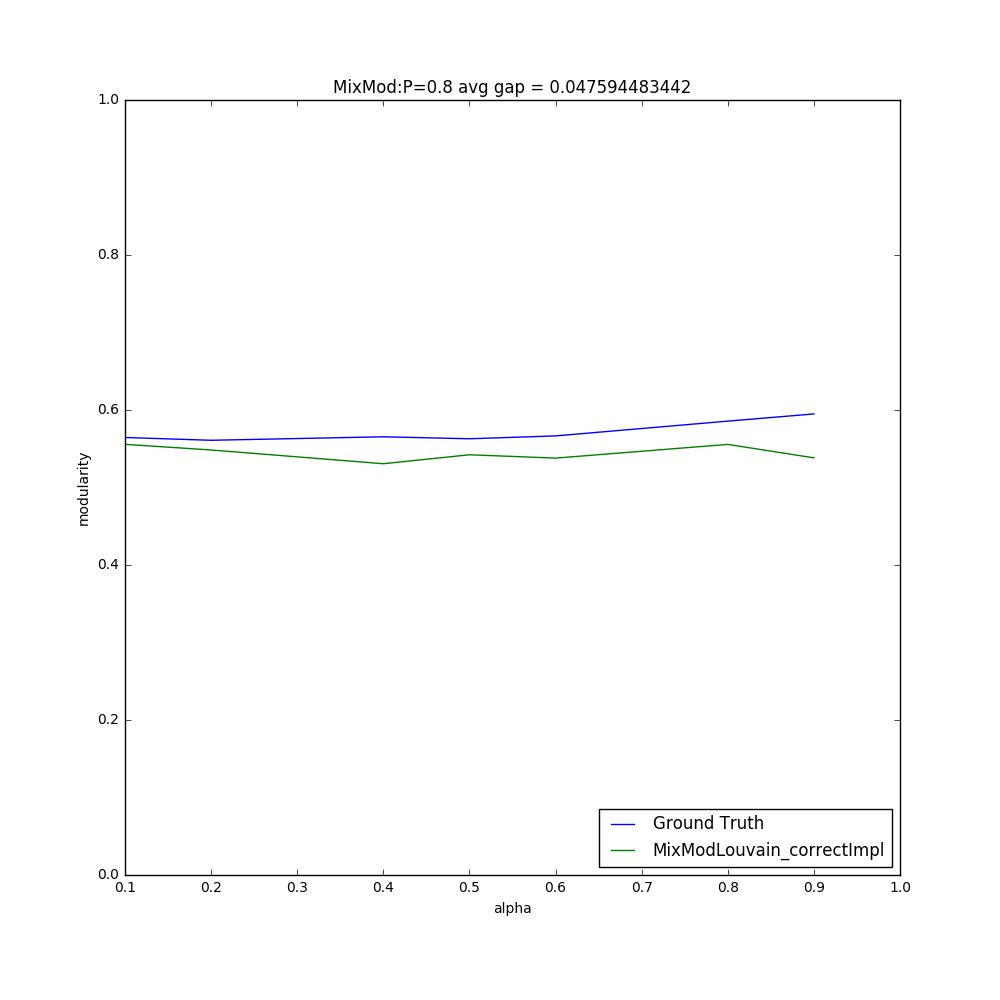 MixMod:P=0.8 avg gap = 0.047594483442
1.0
0.8
0.6
0.4
0.2
0.0
modularity
0.1 0.2 0.3 0.4 0.5 0.6 0.7 0.8 0.9 1.0
alpha
Ground Truth
MixModLouvain_correctImpl